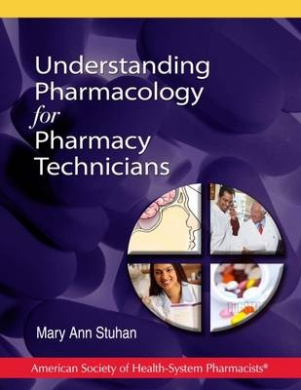 Understanding
Pharmacology
for
Pharmacy
Technicians
Mary Ann Stuhan
American Society of Health-System Pharmacists®